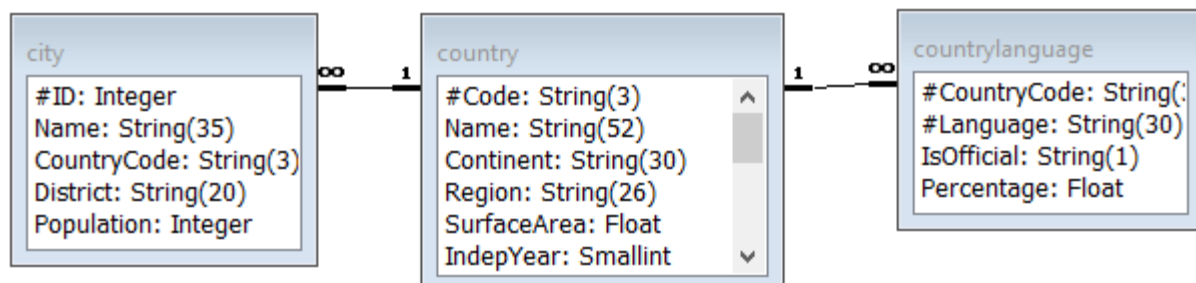 city
#ID: Integer
Name: String(35)
CountryCode: String(3)
District: String(20)
Population: Integer
∞ 1
country
#Code: String(3)
Name: String(52)
Continent: String(30)
Region: String(26)
SurfaceArea: Float
IndepYear: Smallint
1 ∞
countrylanguage
#CountryCode: String(
#Language: String(30)
IsOfficial: String(1)
Percentage: Float